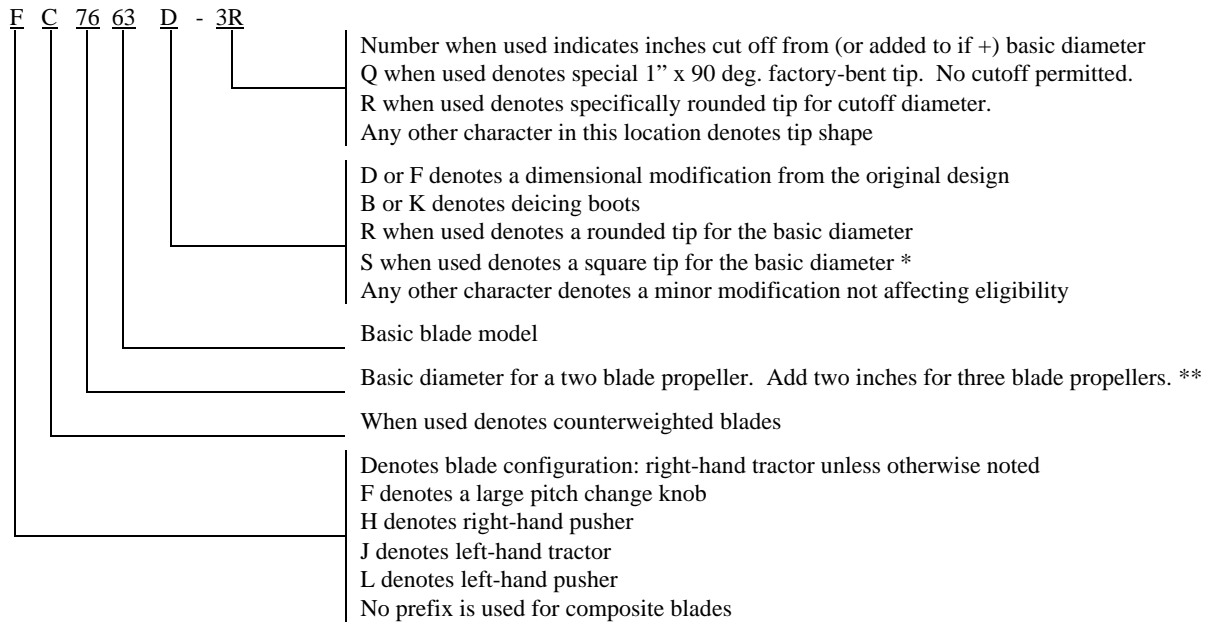 F C 76 63 D - 3R
Number when used indicates inches cut off from (or added to if +) basic diameter
Q when used denotes special 1” x 90 deg. factory-bent tip. No cutoff permitted.
R when used denotes specifically rounded tip for cutoff diameter.
Any other character in this location denotes tip shape
D or F denotes a dimensional modification from the original design
B or K denotes deicing boots
R when used denotes a rounded tip for the basic diameter
S when used denotes a square tip for the basic diameter *
Any other character denotes a minor modification not affecting eligibility
Basic blade model
Basic diameter for a two blade propeller. Add two inches for three blade propellers. **
When used denotes counterweighted blades
Denotes blade configuration: right-hand tractor unless otherwise noted
F denotes a large pitch change knob
H denotes right-hand pusher
J denotes left-hand tractor
L denotes left-hand pusher
No prefix is used for composite blades